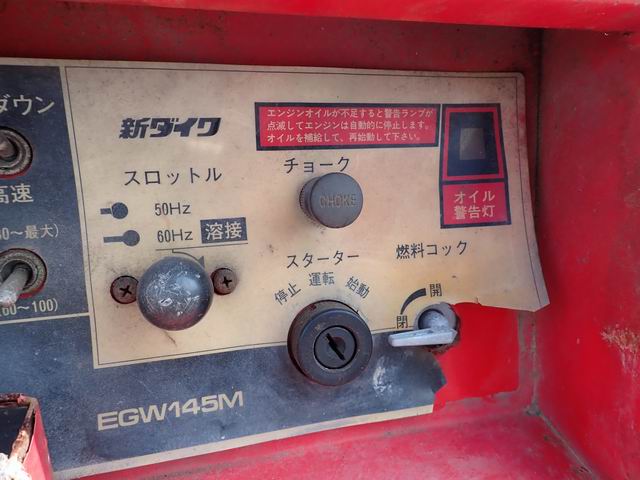 ダウン
高速
0～最大)
(60～100)
新ダイワ
エンジンオイルが不足すると警告ランプが
点滅してエンジンは自動的に停止します。
オイルを補給して、再始動して下さい。
オイル
警告灯
チョーク
CHOKE
スロットル
50Hz
60Hz 溶接
スターター
停止 運転 始動
燃料コック
開
閉
EGW145M